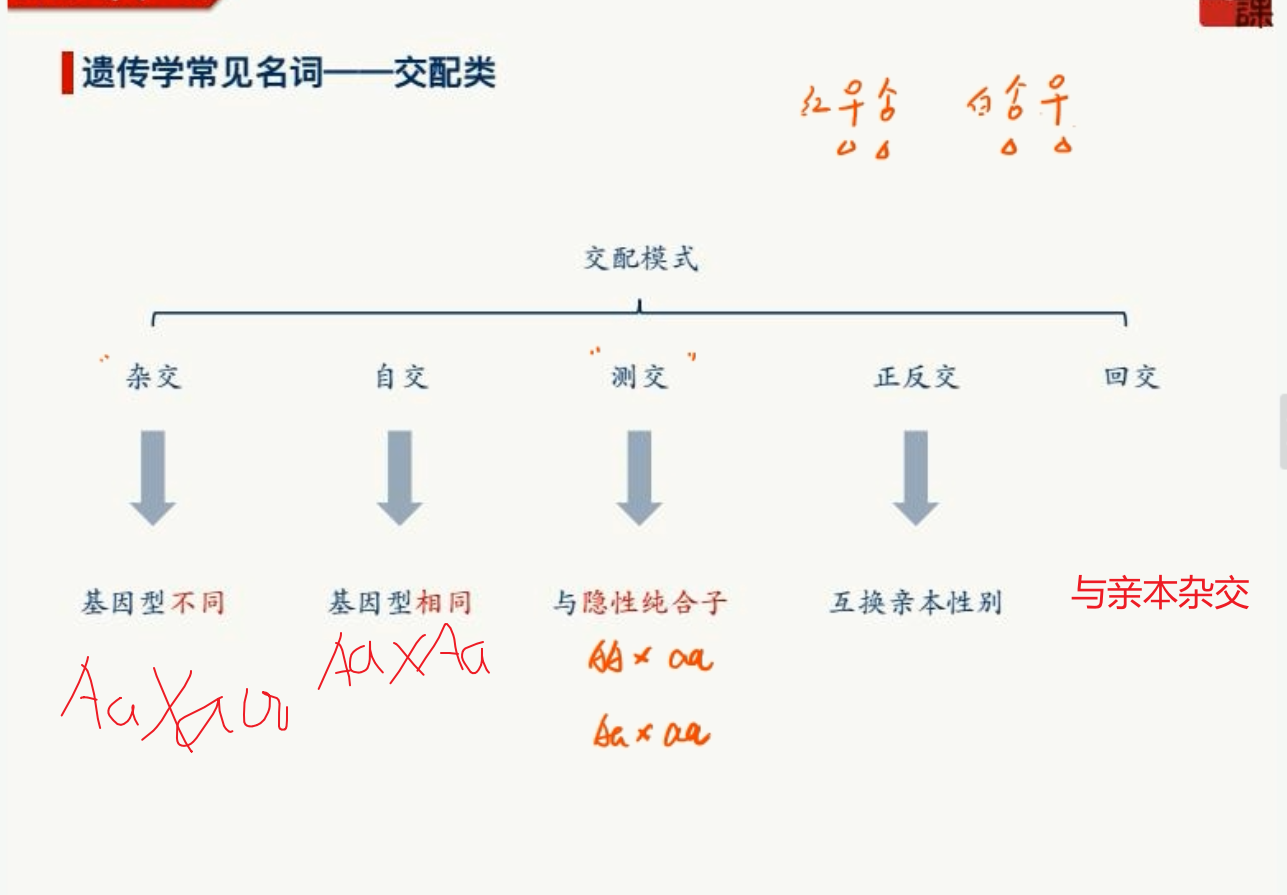 課
遗传学常见名词——交配类
红♀♂ 白♂♀
交配模式
杂交 自交 “测交” 正反交 回交
基因型不同 基因型相同 与隐性纯合子 互换亲本性别 与亲本杂交
Aa×aa Aa×Aa AA×aa
Aa×aa